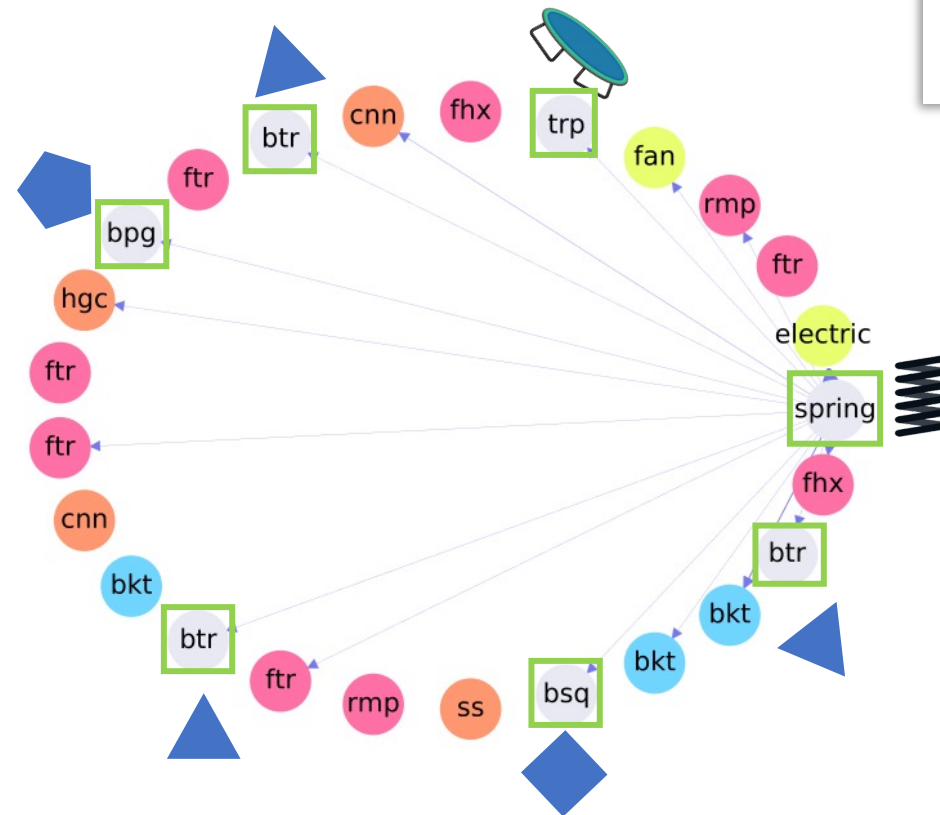 cnn
fhx
trp
btr
fan
ftr
rmp
bpg
ftr
hgc
electric
ftr
spring
ftr
fhx
cnn
btr
bkt
bkt
btr
bkt
ftr
bsq
rmp
ss